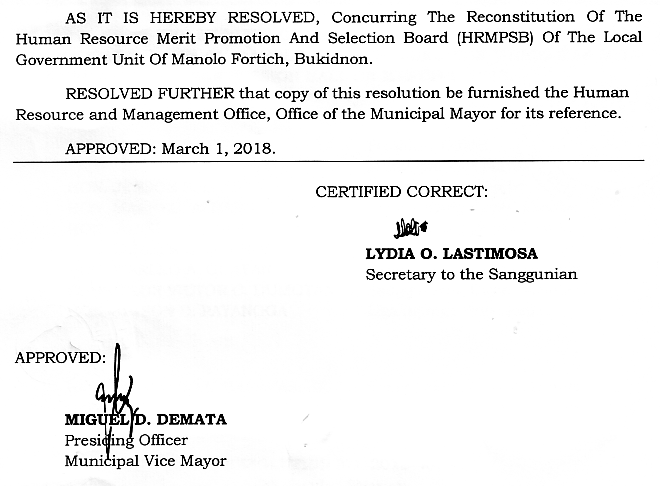 AS IT IS HEREBY RESOLVED, Concurring The Reconstitution Of The
Human Resource Merit Promotion And Selection Board (HRMPSB) Of The Local
Government Unit Of Manolo Fortich, Bukidnon.
RESOLVED FURTHER that copy of this resolution be furnished the Human
Resource and Management Office, Office of the Municipal Mayor for its reference.
APPROVED: March 1, 2018.
CERTIFIED CORRECT:
LYDIA O. LASTIMOSA
Secretary to the Sanggunian
APPROVED:
MIGUEL D. DEMATA
Presiding Officer
Municipal Vice Mayor